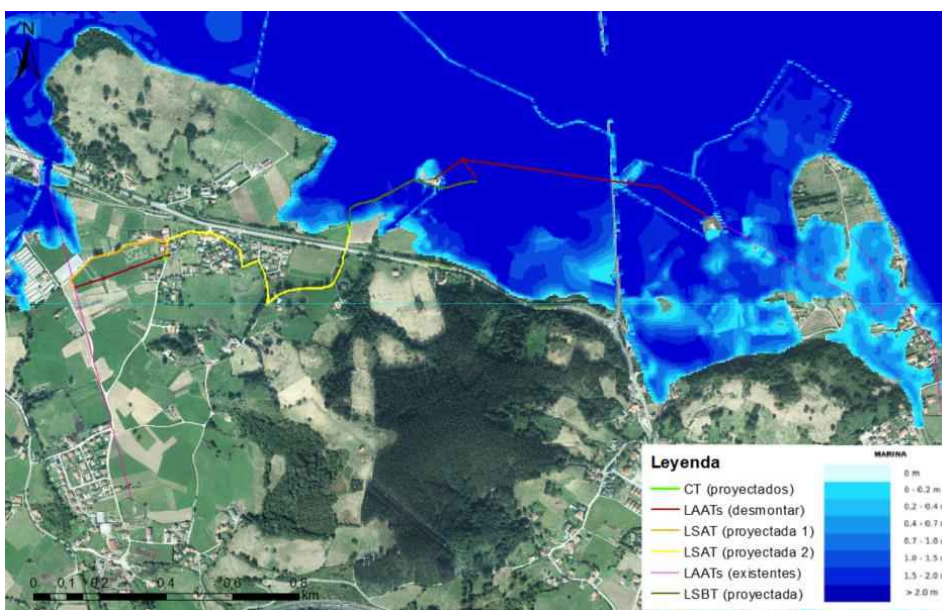 N
Leyenda
CT (proyectados)
LAATs (desmontar)
LSAT (proyectada 1)
LSAT (proyectada 2)
LAATs (existentes)
LSBT (proyectada)
MARINA
0 m
0 - 0.2 m
0.2 - 0.4 m
0.4 - 0.7 m
0.7 - 1.0 m
1.0 - 1.5 m
1.5 - 2.0 m
> 2.0 m
0 0.1 0.2 0.4 0.6 0.8
km